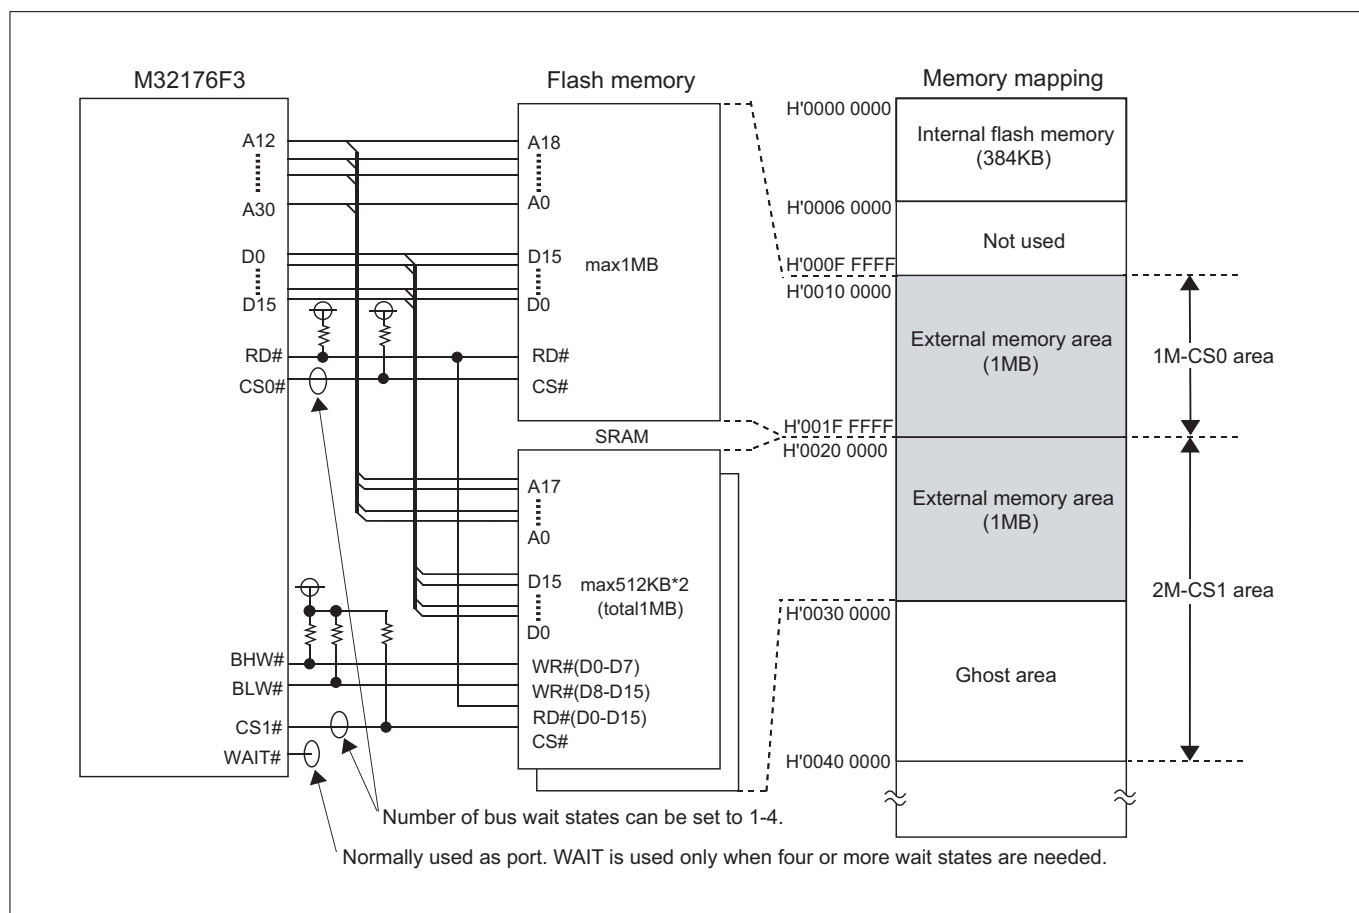 M32176F3
A12
A30
D0
D15
RD#
CS0#
BHW#
BLW#
CS1#
WAIT#
Flash memory
A18
A0
D15
max1MB
D0
RD#
CS#
SRAM
A17
A0
D15
max512KB*2
(total1MB)
D0
WR#(D0-D7)
WR#(D8-D15)
RD#(D0-D15)
CS#
Number of bus wait states can be set to 1-4.
Normally used as port. WAIT is used only when four or more wait states are needed.
Memory mapping
H'0000 0000
Internal flash memory
(384KB)
H'0006 0000
Not used
H'000F FFFF
H'0010 0000
External memory area
(1MB)
1M-CS0 area
H'001F FFFF
H'0020 0000
External memory area
(1MB)
2M-CS1 area
H'0030 0000
Ghost area
H'0040 0000